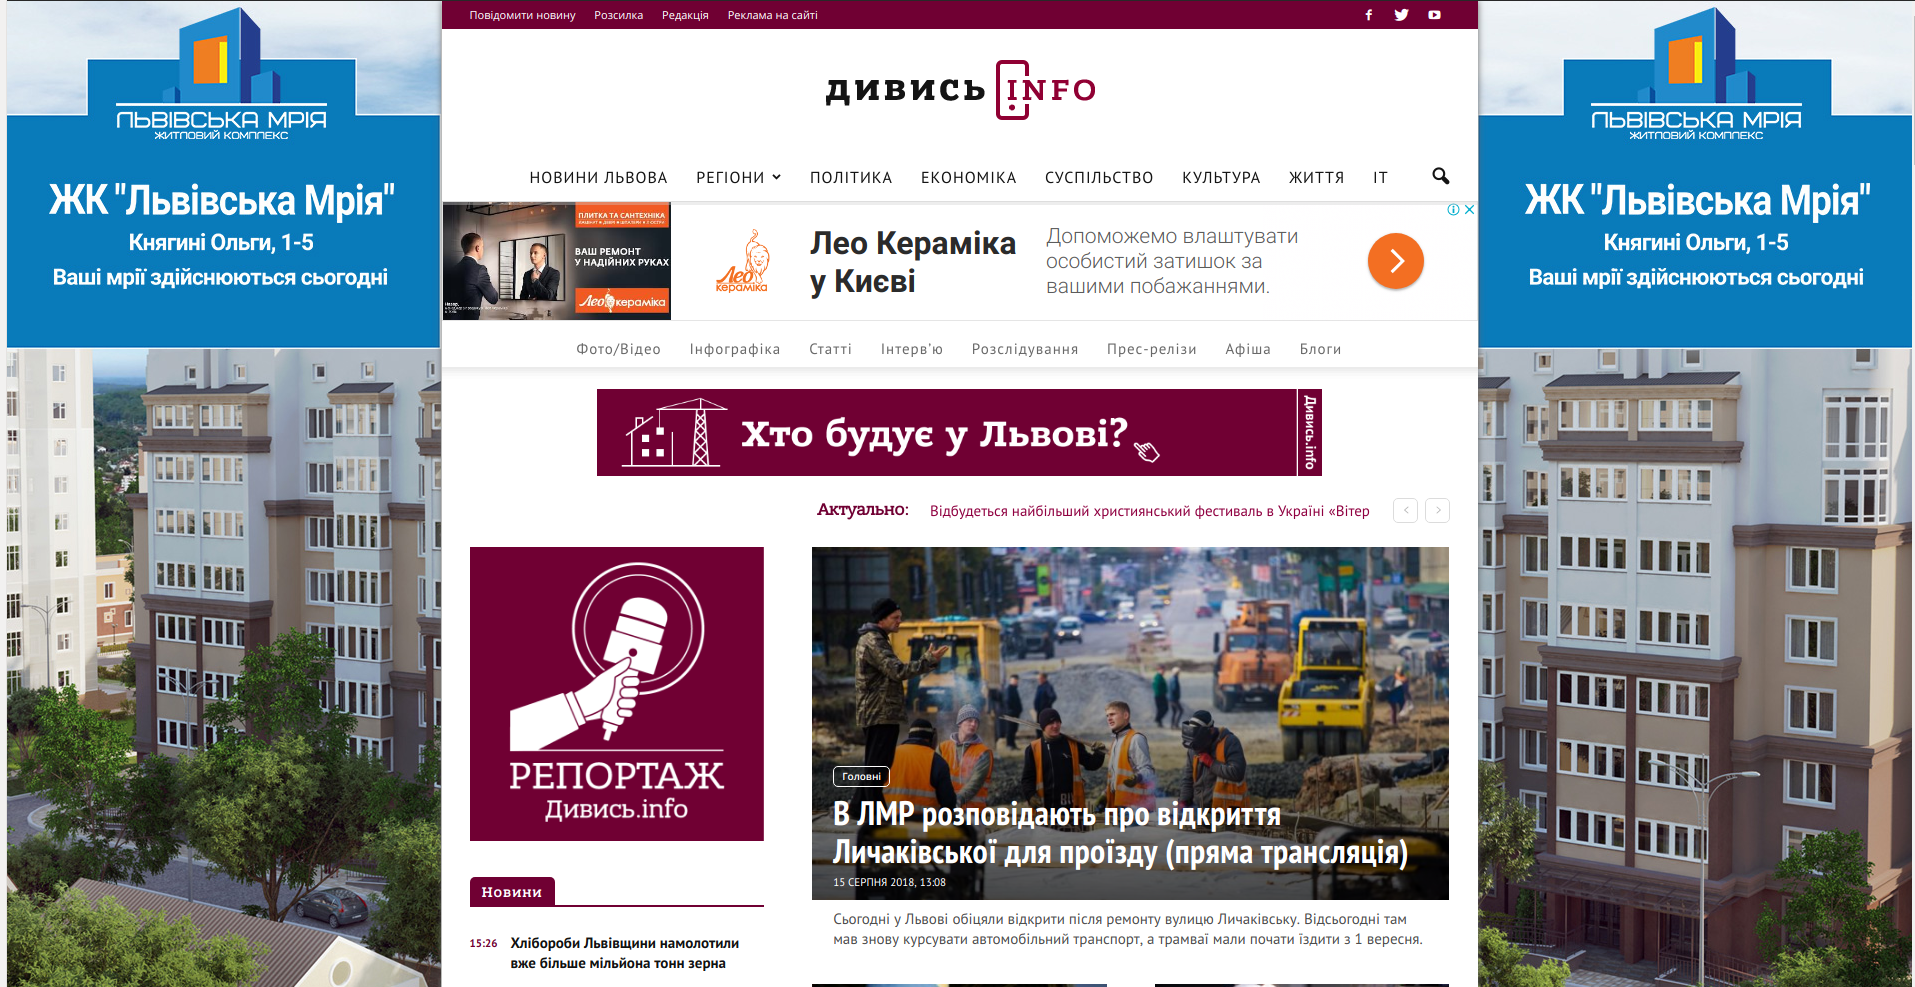 Повідомити новину Розсилка Редакція Реклама на сайті
ДИВИСЬ INFO
НОВИНИ ЛЬВОВА РЕГІОНИ ПОЛІТИКА ЕКОНОМІКА СУСПІЛЬСТВО КУЛЬТУРА ЖИТТЯ ІТ
ЛЬВІВСЬКА МРІЯ
ЖИТЛОВИЙ КОМПЛЕКС
ЖК "Львівська Мрія"
Княгині Ольги, 1-5
Ваші мрії здійснюються сьогодні
ПЛИТКА ТА САНТЕХНІКА
ВАШ РЕМОНТ
У НАДІЙНИХ РУКАХ
Лео кераміка
Лео
кераміка
Лео Кераміка
у Києві
Допоможемо влаштувати
особистий затишок за
вашими побажаннями.
Фото/Відео Інфографіка Статті Інтерв'ю Розслідування Прес-релізи Афіша Блоги
Хто будує у Львові?
Дивись.info
Актуально: Відбудеться найбільший християнський фестиваль в Україні «Вітер
РЕПОРТАЖ
Дивись.info
Новини
15:26 Хлібороби Львівщини намолотили
вже більше мільйона тонн зерна
Головні
В ЛМР розповідають про відкриття
Личаківської для проїзду (пряма трансляція)
15 СЕРПНЯ 2018, 13:08
Сьогодні у Львові обіцяли відкрити після ремонту вулицю Личаківську. Відсьогодні там
мав знову курсувати автомобільний транспорт, а трамваї мали почати їздити з 1 вересня.
ЛЬВІВСЬКА МРІЯ
ЖИТЛОВИЙ КОМПЛЕКС
ЖК "Львівська Мрія"
Княгині Ольги, 1-5
Ваші мрії здійснюються сьогодні